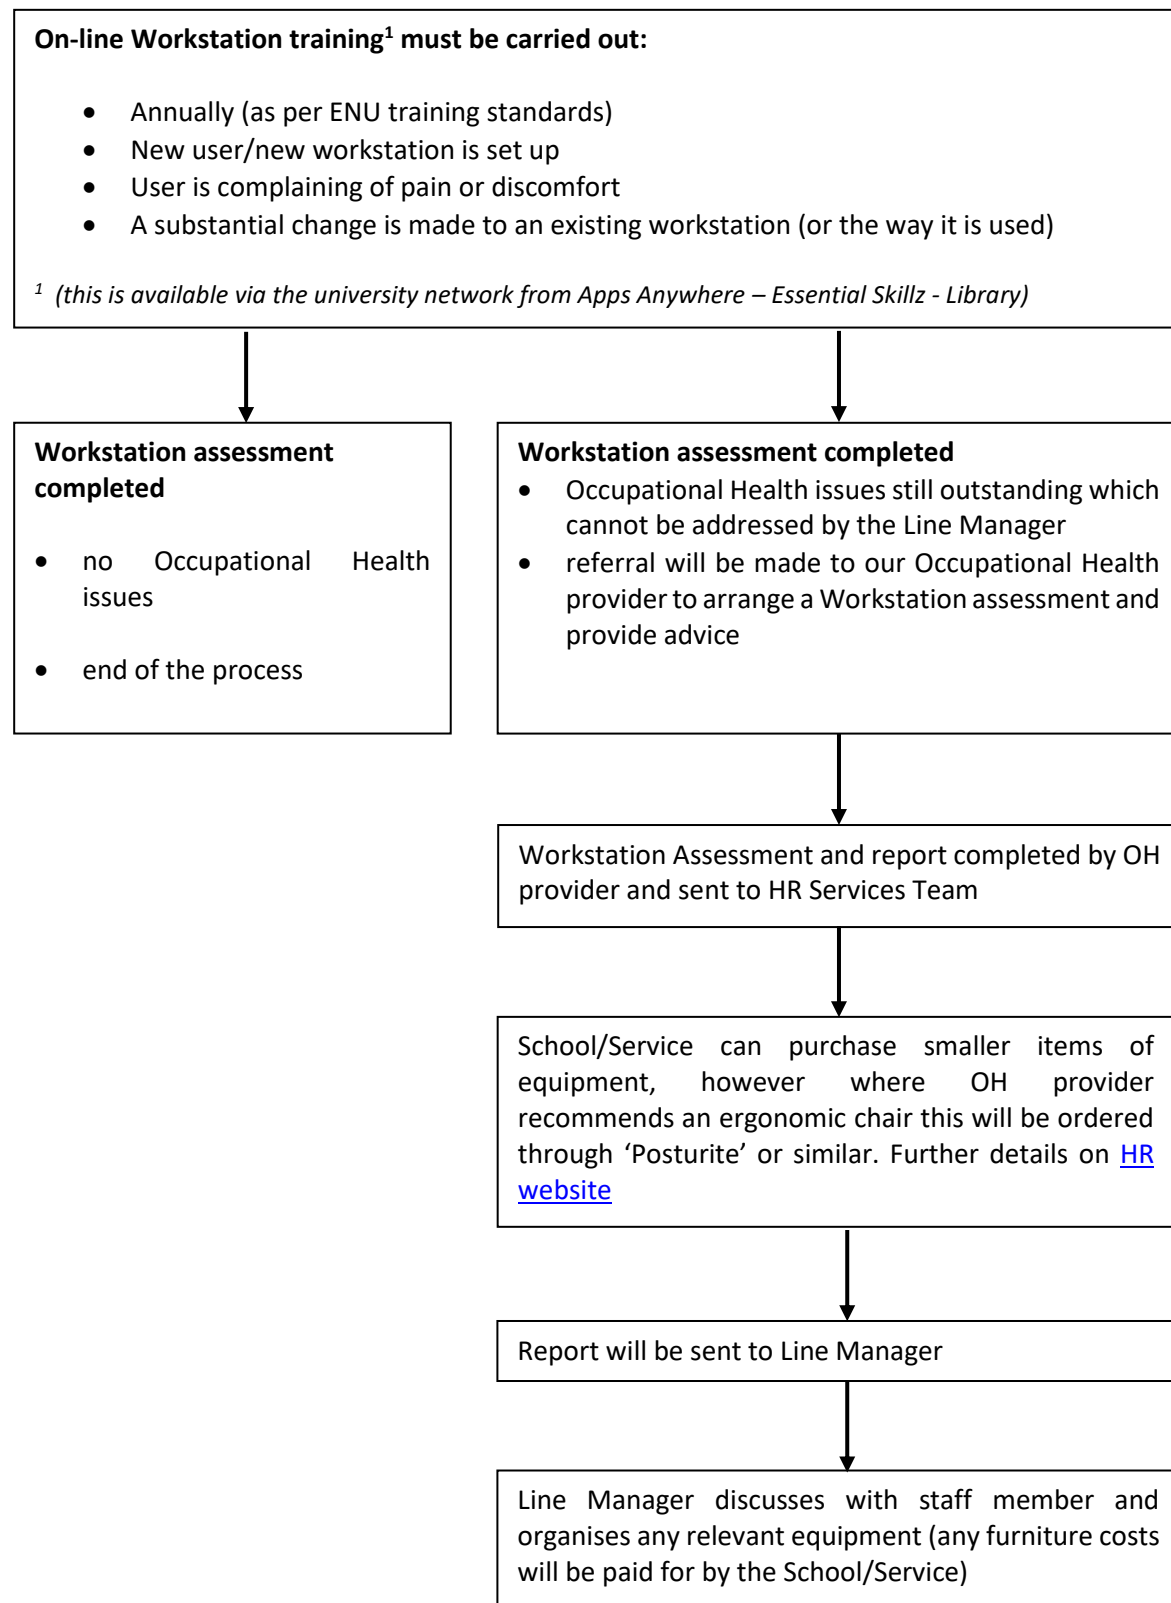 On-line Workstation training¹ must be carried out:
• Annually (as per ENU training standards)
• New user/new workstation is set up
• User is complaining of pain or discomfort
• A substantial change is made to an existing workstation (or the way it is used)
¹ (this is available via the university network from Apps Anywhere – Essential Skillz - Library)
Workstation assessment
completed
• no Occupational Health
issues
• end of the process
Workstation assessment completed
• Occupational Health issues still outstanding which
cannot be addressed by the Line Manager
• referral will be made to our Occupational Health
provider to arrange a Workstation assessment and
provide advice
Workstation Assessment and report completed by OH
provider and sent to HR Services Team
School/Service can purchase smaller items of
equipment, however where OH provider
recommends an ergonomic chair this will be ordered
through ‘Posturite’ or similar. Further details on HR
website
Report will be sent to Line Manager
Line Manager discusses with staff member and
organises any relevant equipment (any furniture costs
will be paid for by the School/Service)